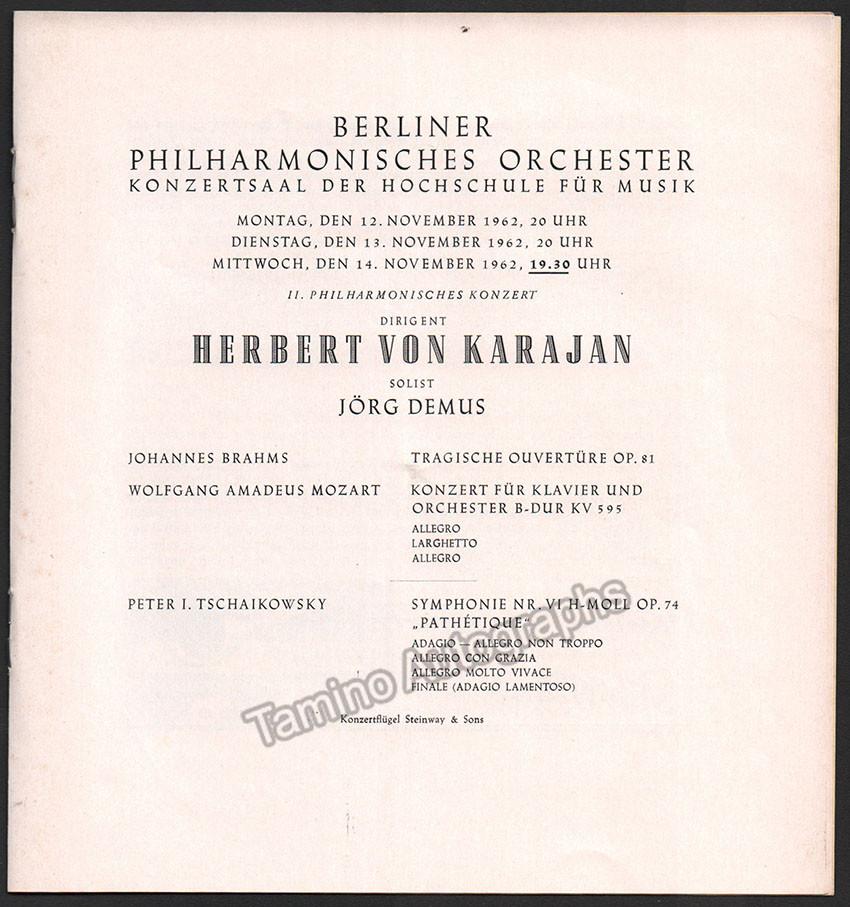 BERLINER
PHILHARMONISCHES ORCHESTER
KONZERTSAAL DER HOCHSCHULE FÜR MUSIK
MONTAG, DEN 12. NOVEMBER 1962, 20 UHR
DIENSTAG, DEN 13. NOVEMBER 1962, 20 UHR
MITTWOCH, DEN 14. NOVEMBER 1962, 19.30 UHR
II. PHILHARMONISCHES KONZERT
DIRIGENT
HERBERT VON KARAJAN
SOLIST
JÖRG DEMUS
JOHANNES BRAHMS TRAGISCHE OUVERTÜRE OP. 81
WOLFGANG AMADEUS MOZART KONZERT FÜR KLAVIER UND
ORCHESTER B-DUR KV 595
ALLEGRO
LARGHETTO
ALLEGRO
PETER I. TSCHAIKOWSKY SYMPHONIE NR. VI H-MOLL OP. 74
„PATHÉTIQUE“
ADAGIO — ALLEGRO NON TROPPO
ALLEGRO CON GRAZIA
ALLEGRO MOLTO VIVACE
FINALE (ADAGIO LAMENTOSO)
Tamino Autographs
Konzertflügel Steinway & Sons